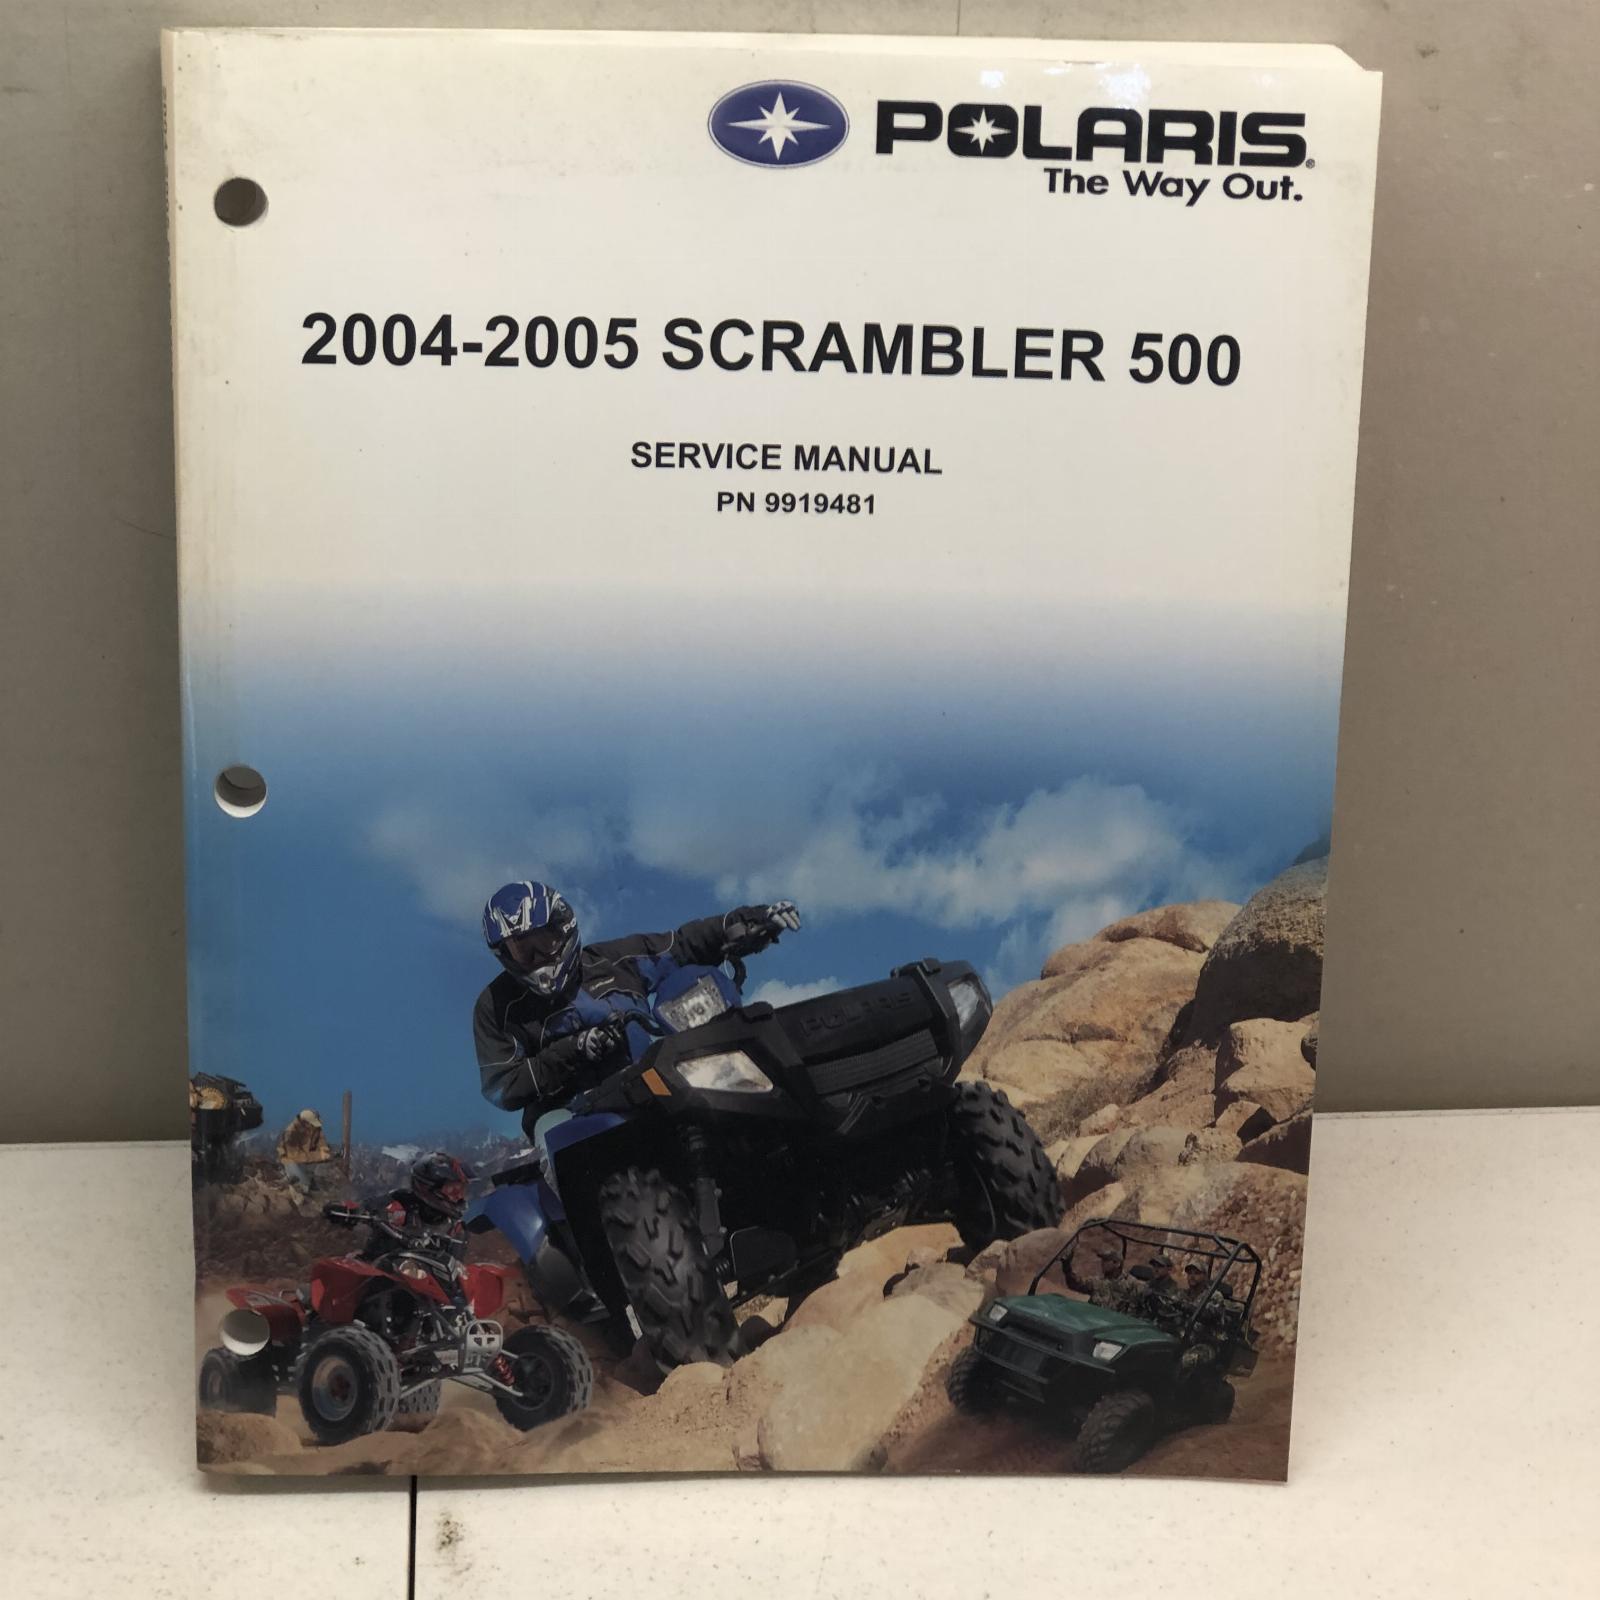 POLARIS®
The Way Out.
2004-2005 SCRAMBLER 500
SERVICE MANUAL
PN 9919481
POLARIS